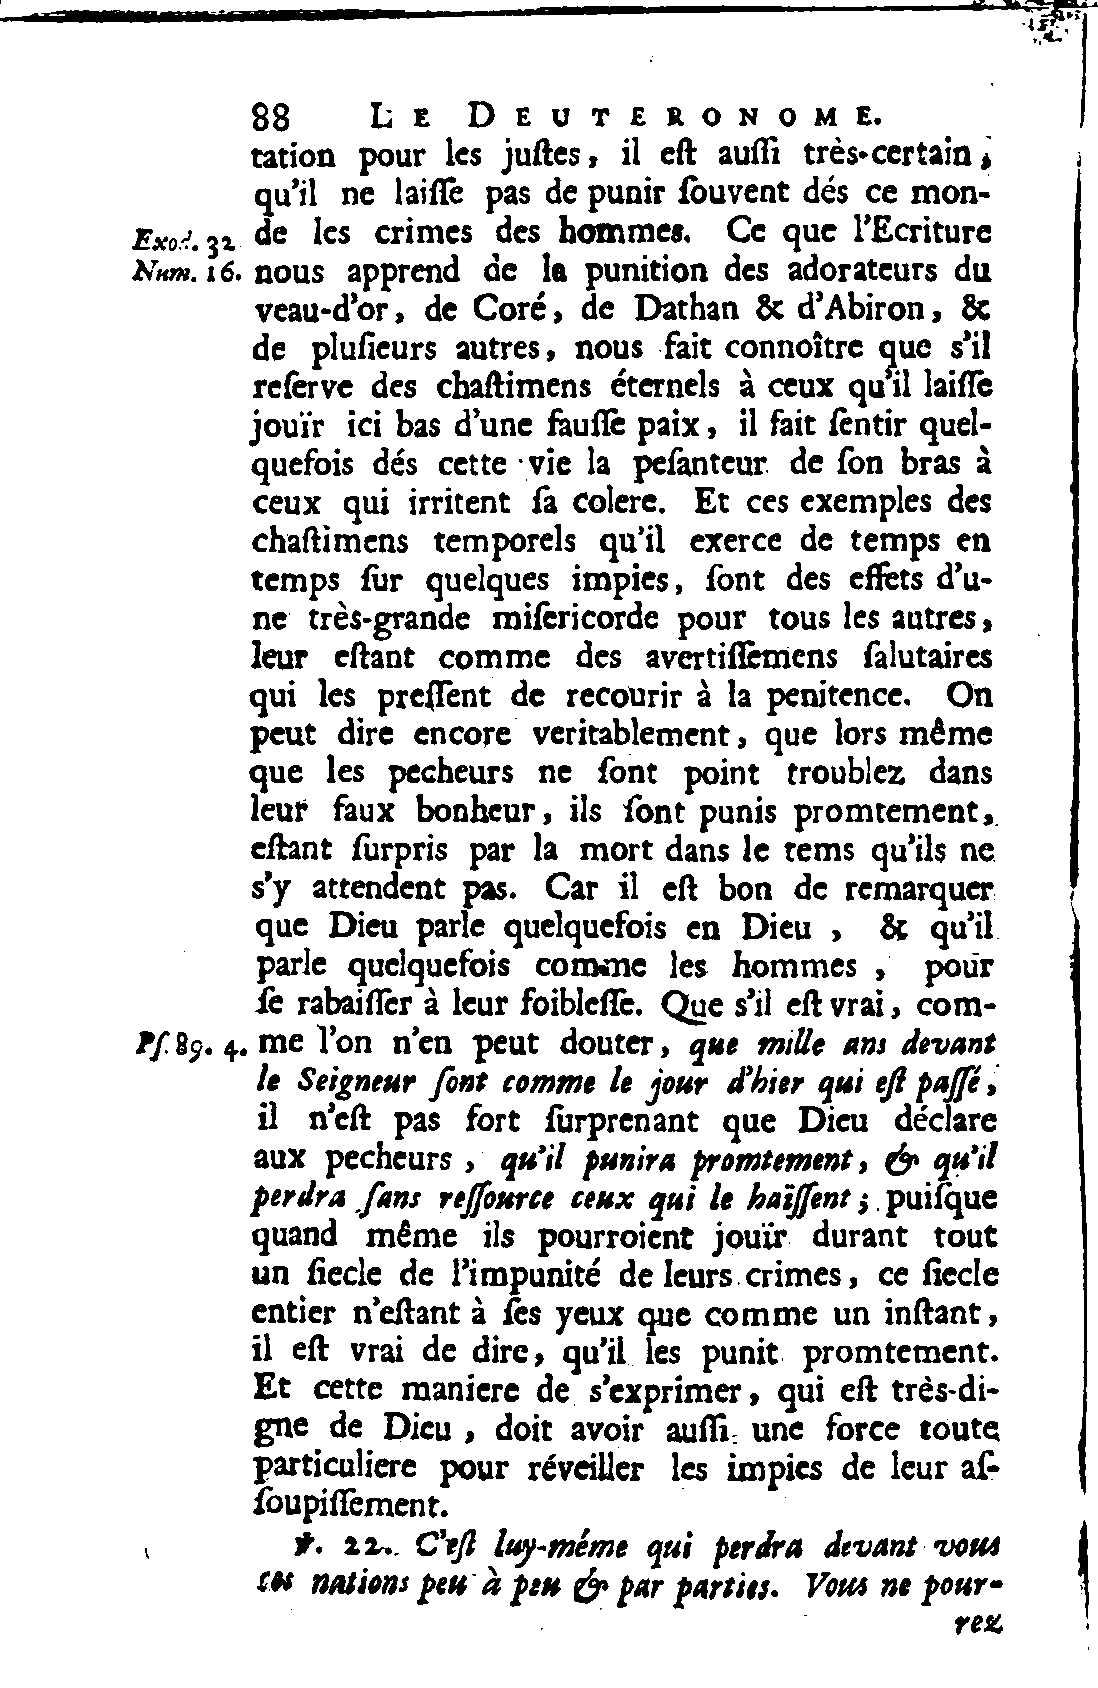 88 LE DEUTERONOME.
tation pour les juſtes, il eſt auſſi très-certain,
qu'il ne laiſſe pas de punir ſouvent dés ce mon-
Exod. 32 de les crimes des hommes. Ce que l'Ecriture
Num. 16. nous apprend de la punition des adorateurs du
veau-d'or, de Coré, de Dathan & d'Abiron, &
de pluſieurs autres, nous fait connoître que s'il
reſerve des chaſtimens éternels à ceux qu'il laiſſe
jouïr ici bas d'une fauſſe paix, il fait ſentir quel-
quefois dés cette vie la peſanteur de ſon bras à
ceux qui irritent ſa colere. Et ces exemples des
chaſtimens temporels qu'il exerce de temps en
temps ſur quelques impies, ſont des effets d'u-
ne très-grande miſericorde pour tous les autres,
leur eſtant comme des avertiſſemens ſalutaires
qui les preſſent de recourir à la penitence. On
peut dire encore veritablement, que lors même
que les pecheurs ne ſont point troublez dans
leur faux bonheur, ils ſont punis promtement,
eſtant ſurpris par la mort dans le tems qu'ils ne
s'y attendent pas. Car il eſt bon de remarquer
que Dieu parle quelquefois en Dieu , & qu'il
parle quelquefois comme les hommes , pour
ſe rabaiſſer à leur foibleſſe. Que s'il eſt vrai, com-
Pſ. 89. 4. me l'on n'en peut douter, que mille ans devant
le Seigneur ſont comme le jour d'hier qui eſt paſſé,
il n'eſt pas fort ſurprenant que Dieu déclare
aux pecheurs , qu'il punira promtement, & qu'il
perdra ſans reſſource ceux qui le haïſſent; puiſque
quand même ils pourroient jouïr durant tout
un ſiecle de l'impunité de leurs crimes, ce ſiecle
entier n'eſtant à ſes yeux que comme un inſtant,
il eſt vrai de dire, qu'il les punit promtement.
Et cette maniere de s'exprimer, qui eſt très-di-
gne de Dieu , doit avoir auſſi une force toute
particuliere pour réveiller les impies de leur aſ-
ſoupiſſement.
℣. 22. C'eſt luy-méme qui perdra devant vous
ces nations peu à peu & par parties. Vous ne pour-
rez